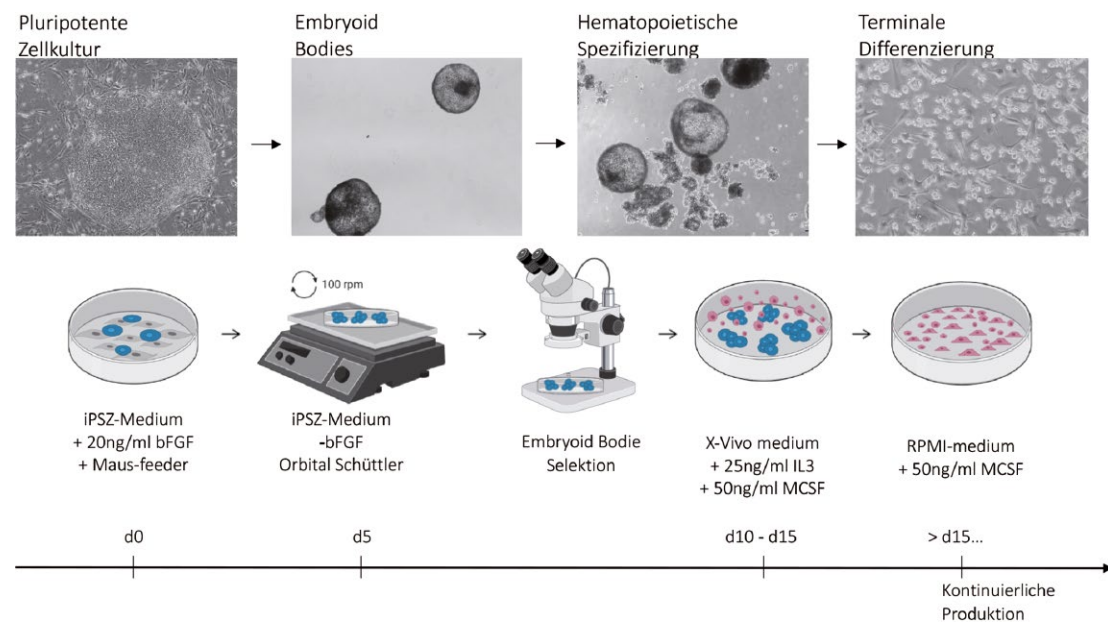 Pluripotente
Zellkultur
Embryoid
Bodies
Hematopoietische
Spezifizierung
Terminale
Differenzierung
100 rpm
iPSZ-Medium
+ 20ng/ml bFGF
+ Maus-feeder
iPSZ-Medium
-bFGF
Orbital Schüttler
Embryoid Bodie
Selektion
X-Vivo medium
+ 25ng/ml IL3
+ 50ng/ml MCSF
RPMI-medium
+ 50ng/ml MCSF
d0
d5
d10 - d15
> d15...
Kontinuierliche
Produktion